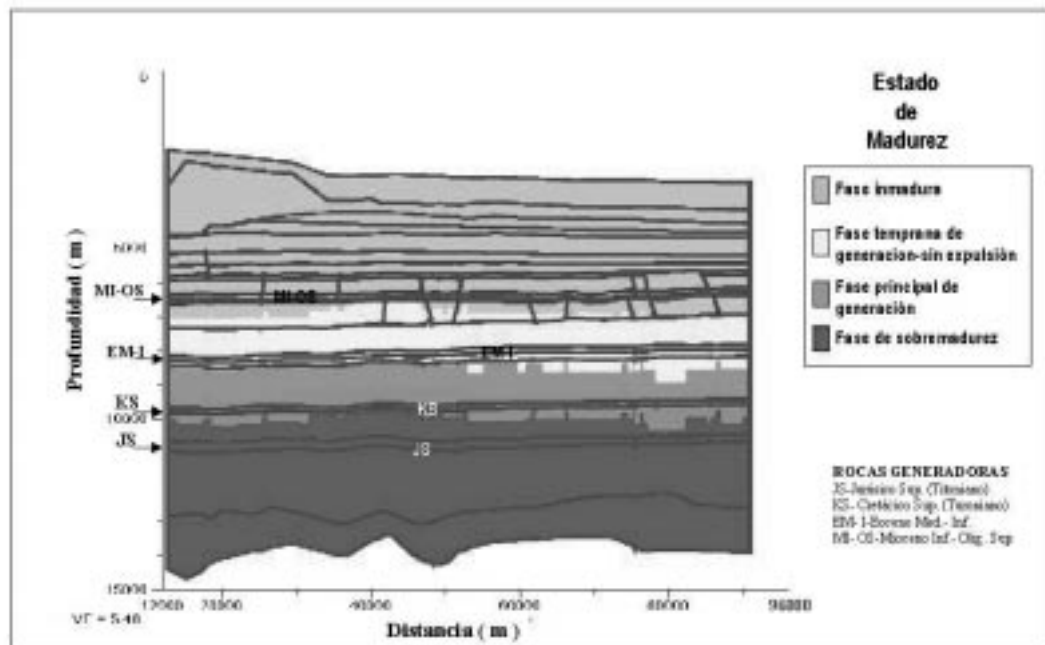 Estado
de
Madurez
Fase inmadura
Fase temprana de
generacion-sin expulsión
Fase principal de
generación
Fase de sobremadurez
0
5000
10000
15000
Profundidad ( m )
MI-OS
EM-I
KS
JS
MI-OS
EM-I
KS
JS
12000 20000 40000 60000 80000 96000
Distancia ( m )
VE = 5.48
ROCAS GENERADORAS
JS-Jurásico Sup. (Titoniano)
KS- Cretácico Sup. (Turoniano)
EM- I-Eoceno Med.- Inf.
MI- OS-Mioceno Inf.- Olig. Sup